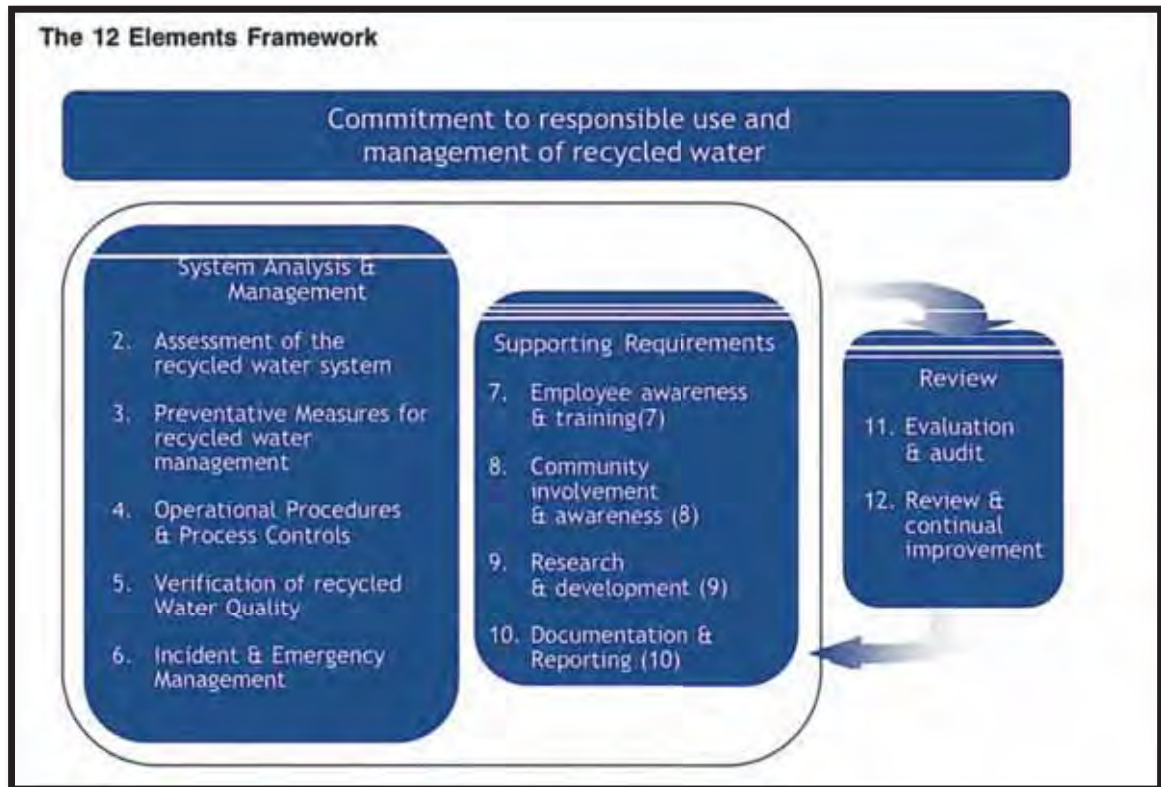 The 12 Elements Framework
Commitment to responsible use and
management of recycled water
System Analysis &
Management
2. Assessment of the
recycled water system
3. Preventative Measures for
recycled water
management
4. Operational Procedures
& Process Controls
5. Verification of recycled
Water Quality
6. Incident & Emergency
Management
Supporting Requirements
7. Employee awareness
& training(7)
8. Community
involvement
& awareness (8)
9. Research
& development (9)
10. Documentation &
Reporting (10)
Review
11. Evaluation
& audit
12. Review &
continual
improvement